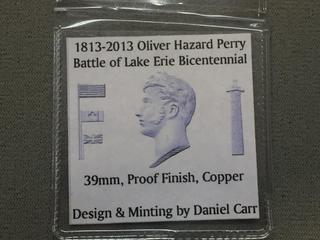 1813-2013 Oliver Hazard Perry
Battle of Lake Erie Bicentennial
39mm, Proof Finish, Copper
Design & Minting by Daniel Carr